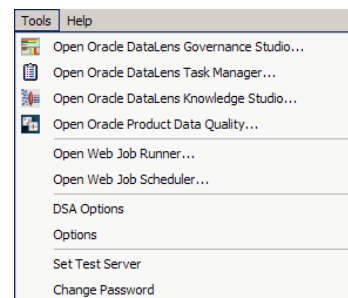 Tools Help
Open Oracle DataLens Governance Studio...
Open Oracle DataLens Task Manager...
Open Oracle DataLens Knowledge Studio...
Open Oracle Product Data Quality...
Open Web Job Runner...
Open Web Job Scheduler...
DSA Options
Options
Set Test Server
Change Password